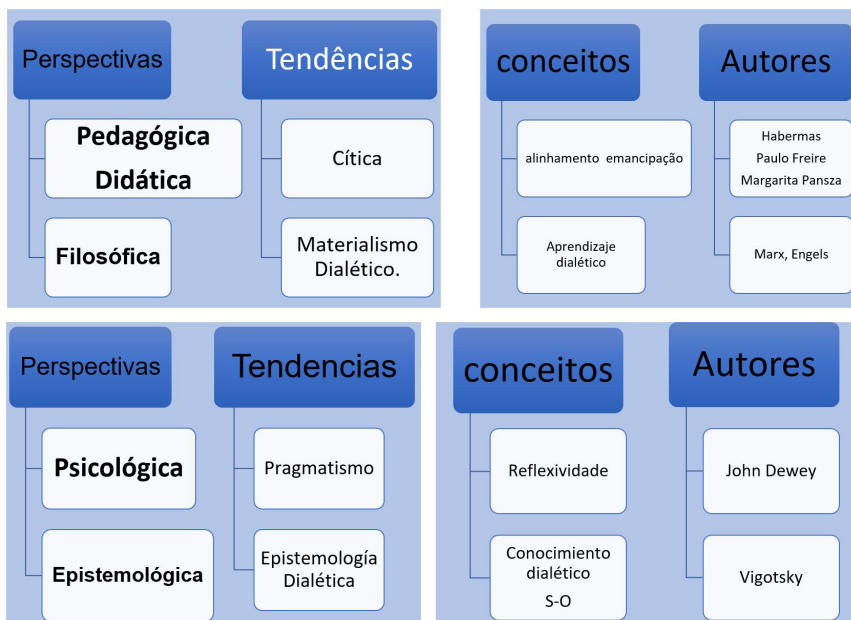 Perspectivas
Tendências
Pedagógica
Didática
Cítica
Filosófica
Materialismo
Dialético.
conceitos
Autores
alinhamento emancipação
Habermas
Paulo Freire
Margarita Pansza
Aprendizaje
dialético
Marx, Engels
Perspectivas
Tendencias
Psicológica
Pragmatismo
Epistemológica
Epistemología
Dialética
conceitos
Autores
Reflexividade
John Dewey
Conocimiento
dialético
S-O
Vigotsky